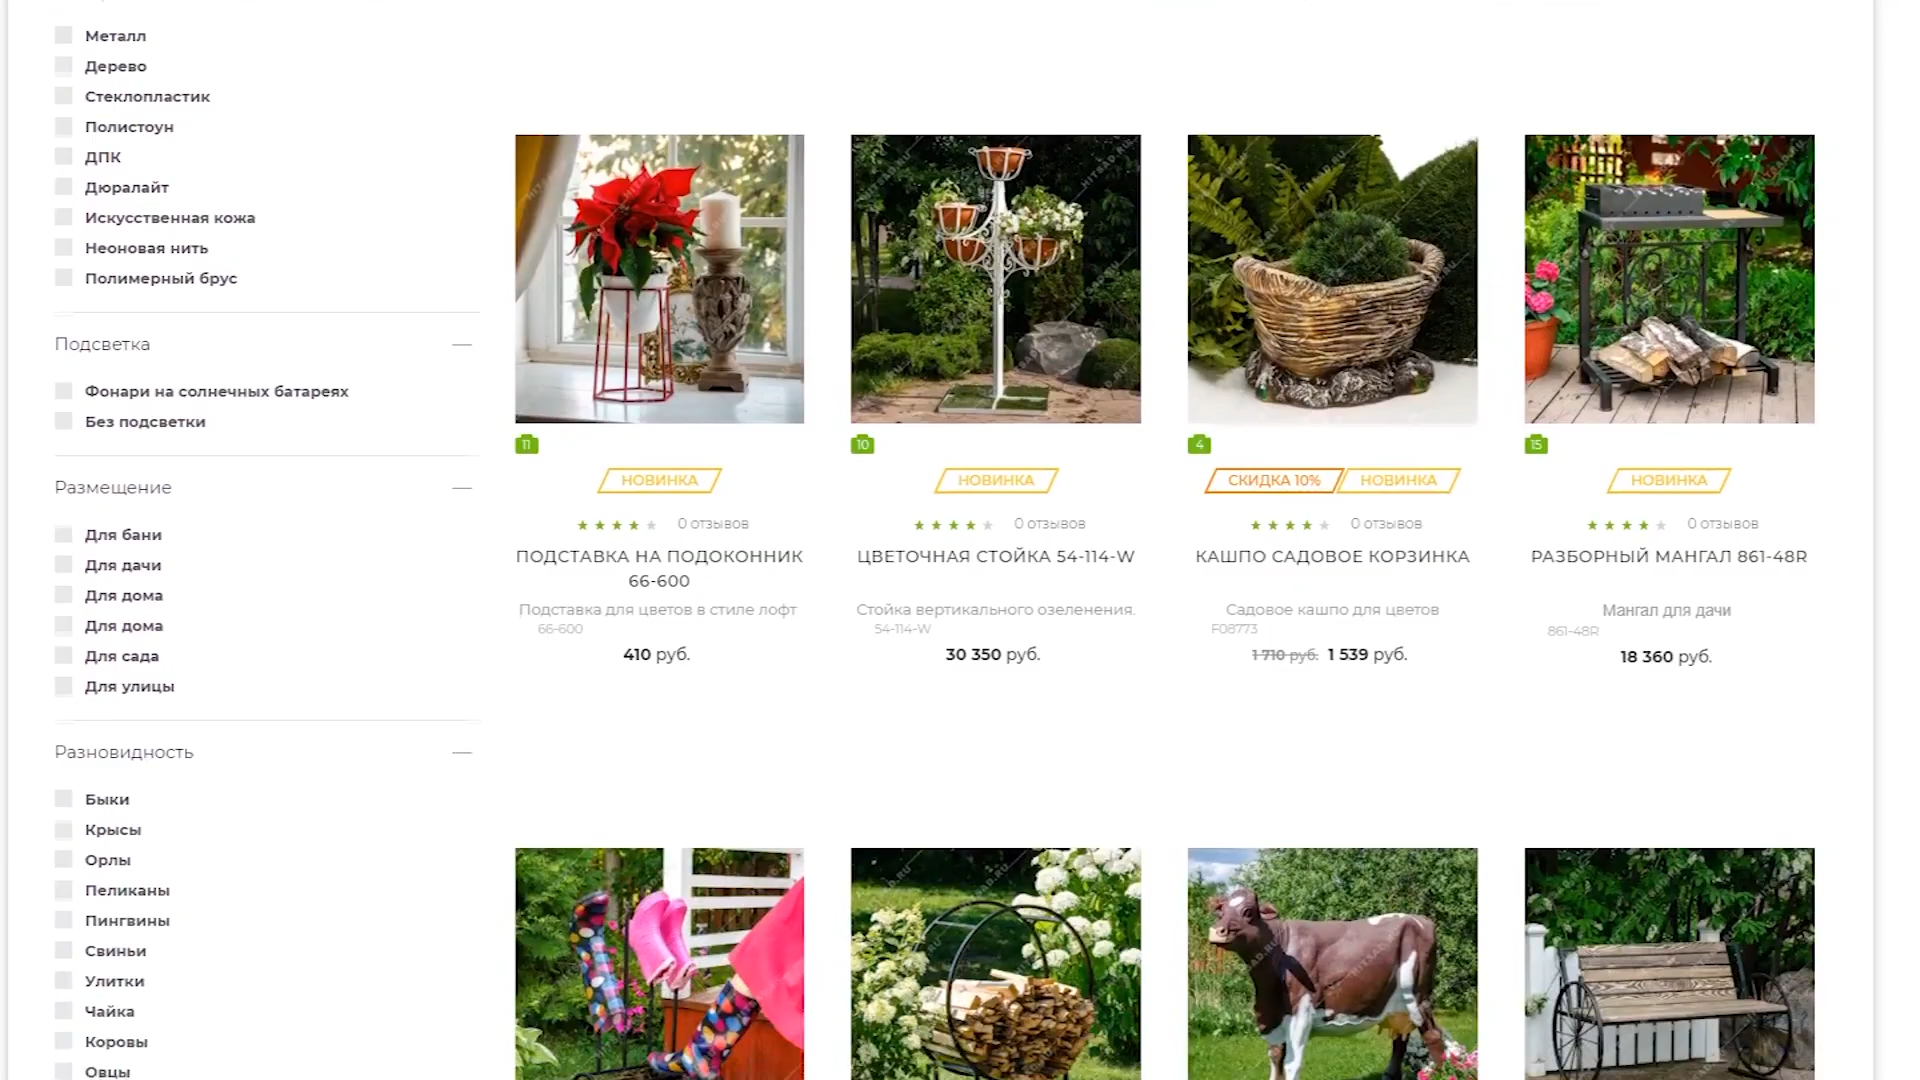 Металл
Дерево
Стеклопластик
Полистоун
ДПК
Дюралайт
Искусственная кожа
Неоновая нить
Полимерный брус
Подсветка
Фонари на солнечных батареях
Без подсветки
Размещение
Для бани
Для дачи
Для дома
Для дома
Для сада
Для улицы
Разновидность
Быки
Крысы
Орлы
Пеликаны
Пингвины
Свиньи
Улитки
Чайка
Коровы
Овцы
11
НОВИНКА
0 отзывов
ПОДСТАВКА НА ПОДОКОННИК
66-600
Подставка для цветов в стиле лофт
66-600
410 руб.
10
НОВИНКА
0 отзывов
ЦВЕТОЧНАЯ СТОЙКА 54-114-W
Стойка вертикального озеленения.
54-114-W
30 350 руб.
4
СКИДКА 10% НОВИНКА
0 отзывов
КАШПО САДОВОЕ КОРЗИНКА
Садовое кашпо для цветов
F08773
1 710 руб. 1 539 руб.
15
НОВИНКА
0 отзывов
РАЗБОРНЫЙ МАНГАЛ 861-48R
Мангал для дачи
861-48R
18 360 руб.